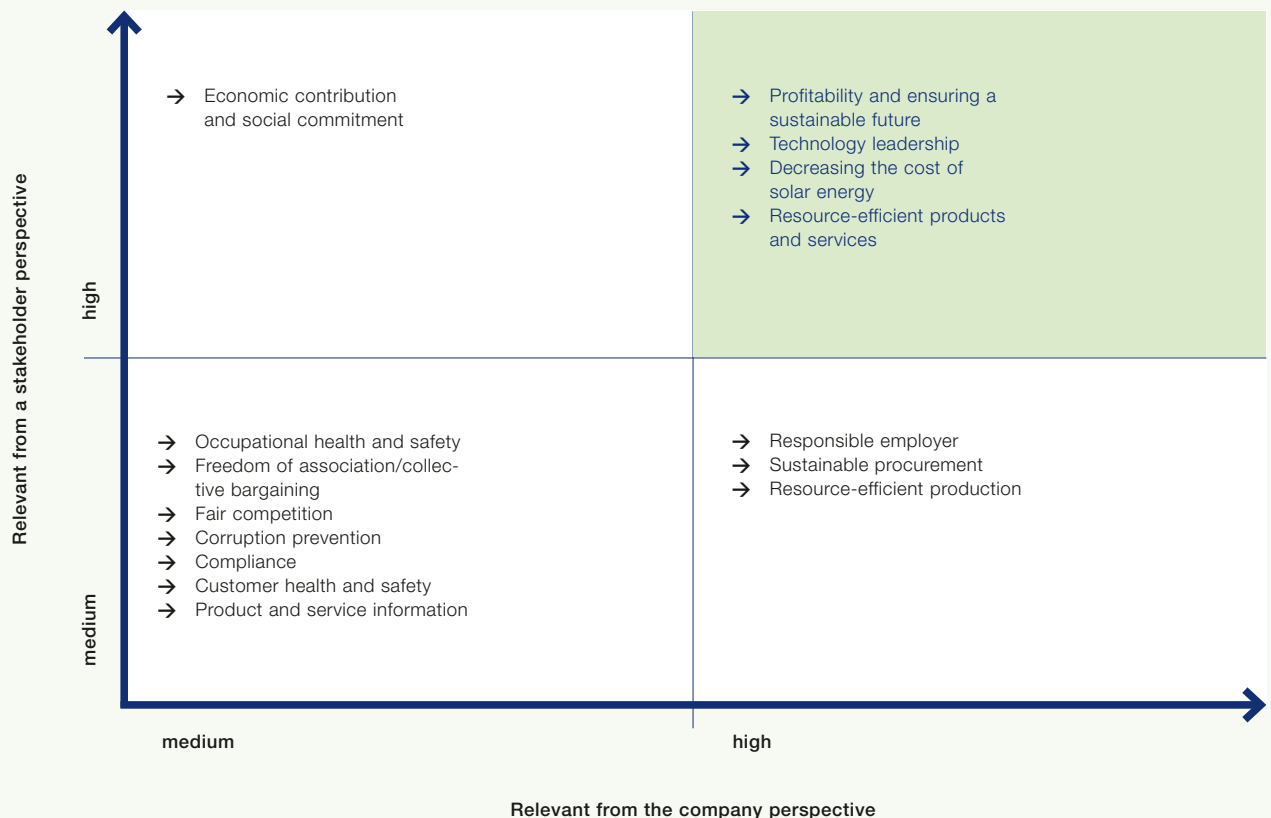 Relevant from a stakeholder perspective
high
medium
→ Economic contribution
and social commitment
→ Profitability and ensuring a
sustainable future
→ Technology leadership
→ Decreasing the cost of
solar energy
→ Resource-efficient products
and services
→ Occupational health and safety
→ Freedom of association/collec-
tive bargaining
→ Fair competition
→ Corruption prevention
→ Compliance
→ Customer health and safety
→ Product and service information
→ Responsible employer
→ Sustainable procurement
→ Resource-efficient production
medium
high
Relevant from the company perspective